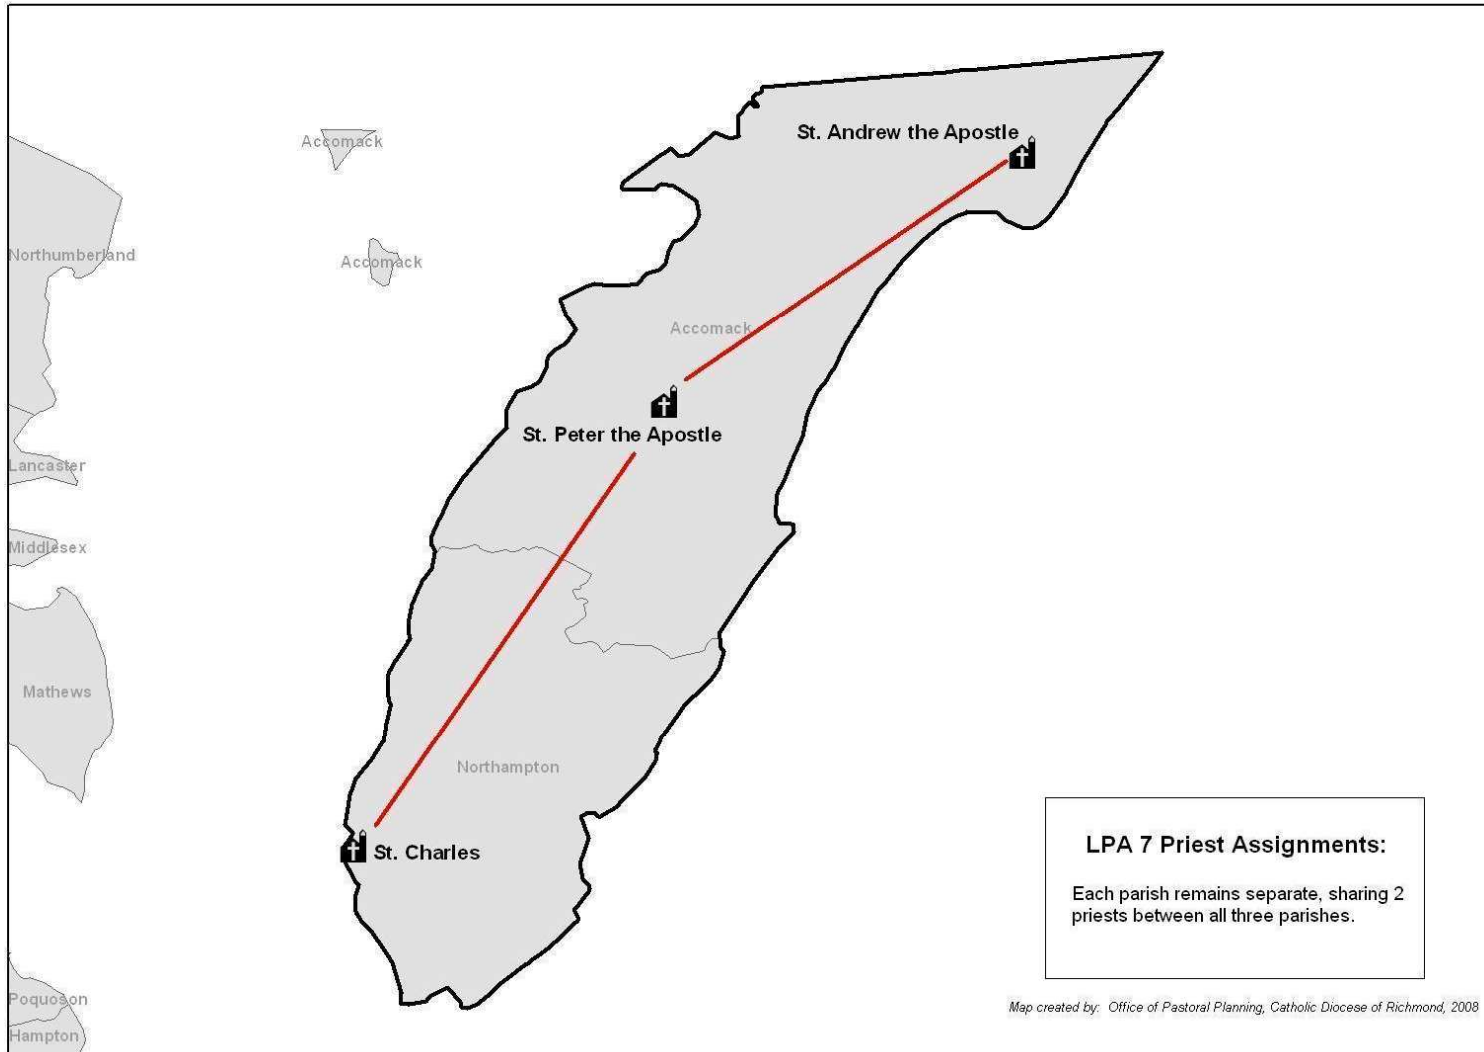 St. Andrew the Apostle
Accomack
Northumberland
Accomack
Accomack
St. Peter the Apostle
Lancaster
Middlesex
Mathews
Northampton
St. Charles
LPA 7 Priest Assignments:
Each parish remains separate, sharing 2
priests between all three parishes.
Poquoson
Hampton
Map created by: Office of Pastoral Planning, Catholic Diocese of Richmond, 2008